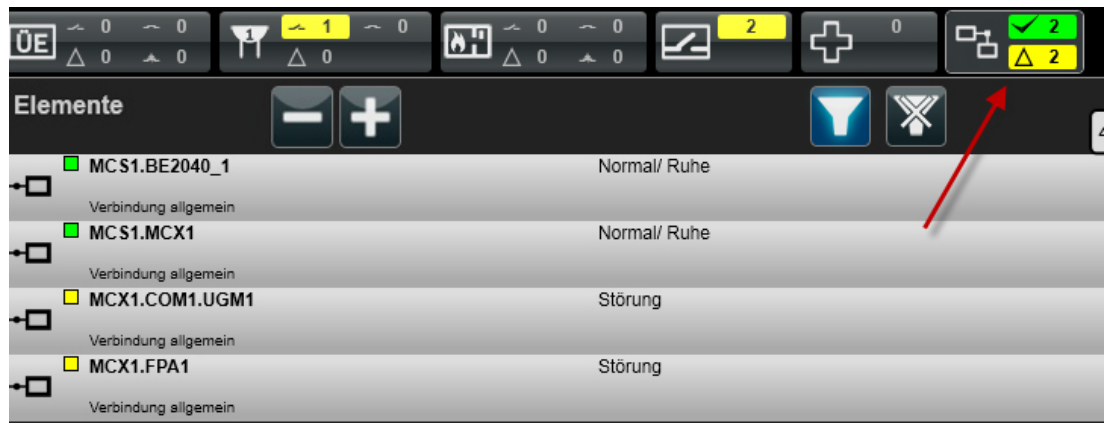 ÜE 0 0 1 1 0 0 0 2 0 2
0 0 0 0 0 2
Elemente
MCS1.BE2040_1 Normal/ Ruhe
Verbindung allgemein
MCS1.MCX1 Normal/ Ruhe
Verbindung allgemein
MCX1.COM1.UGM1 Störung
Verbindung allgemein
MCX1.FPA1 Störung
Verbindung allgemein